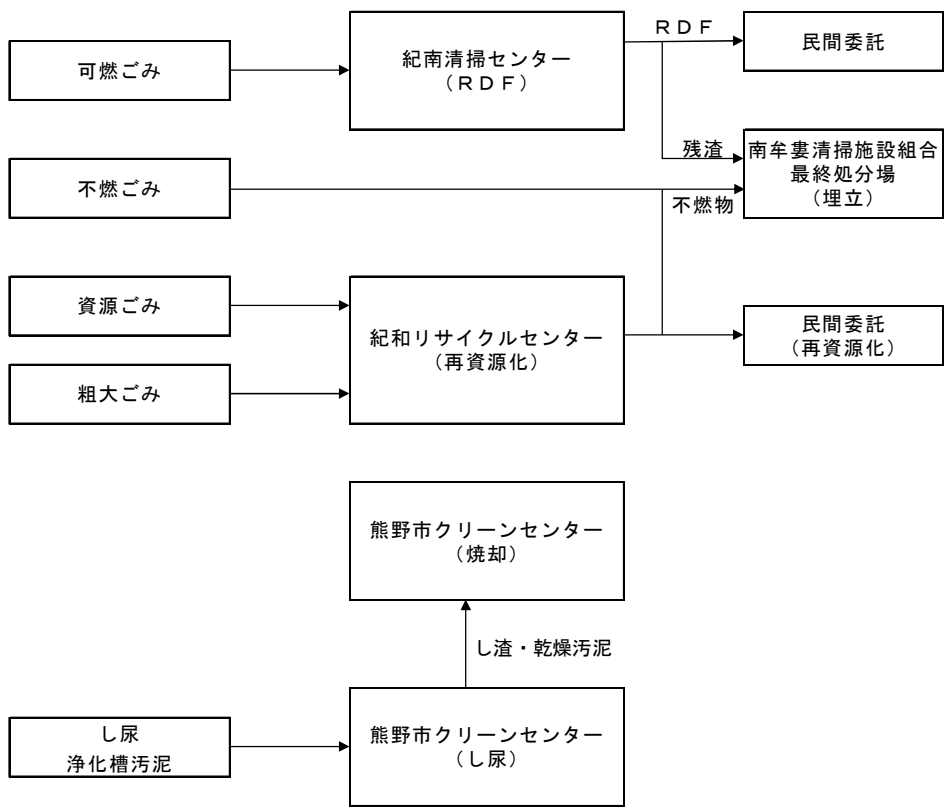 可燃ごみ
紀南清掃センター
（ＲＤＦ）
ＲＤＦ
民間委託
残渣
南牟婁清掃施設組合
最終処分場
（埋立）
不燃ごみ
不燃物
資源ごみ
粗大ごみ
紀和リサイクルセンター
（再資源化）
民間委託
（再資源化）
熊野市クリーンセンター
（焼却）
し渣・乾燥汚泥
し尿
浄化槽汚泥
熊野市クリーンセンター
（し尿）